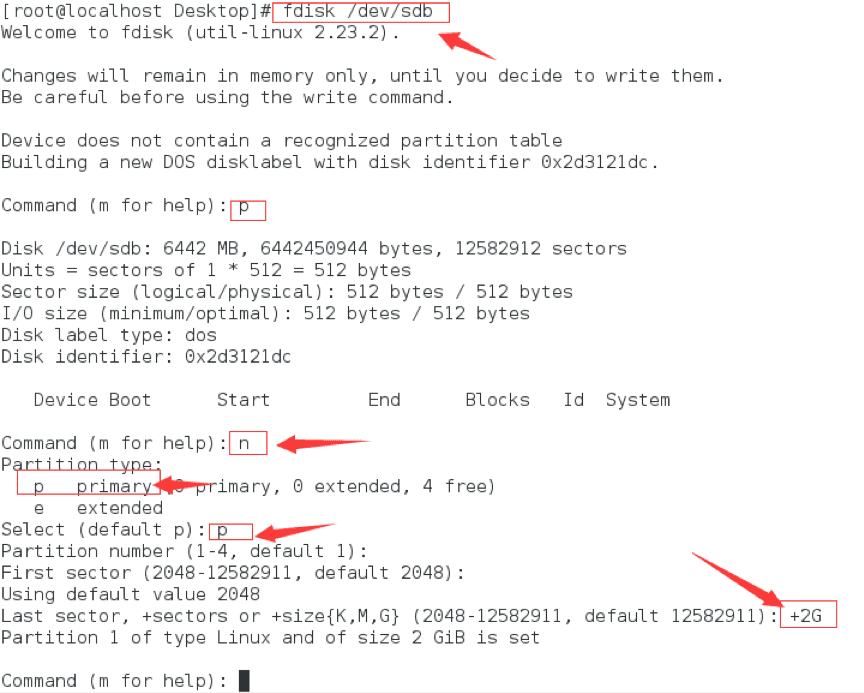 [root@localhost Desktop]# fdisk /dev/sdb
Welcome to fdisk (util-linux 2.23.2).
Changes will remain in memory only, until you decide to write them.
Be careful before using the write command.
Device does not contain a recognized partition table
Building a new DOS disklabel with disk identifier 0x2d3121dc.
Command (m for help): p
Disk /dev/sdb: 6442 MB, 6442450944 bytes, 12582912 sectors
Units = sectors of 1 * 512 = 512 bytes
Sector size (logical/physical): 512 bytes / 512 bytes
I/O size (minimum/optimal): 512 bytes / 512 bytes
Disk label type: dos
Disk identifier: 0x2d3121dc
Device Boot      Start         End      Blocks   Id  System
Command (m for help): n
Partition type:
p   primary primary, 0 extended, 4 free)
e   extended
Select (default p): p
Partition number (1-4, default 1):
First sector (2048-12582911, default 2048):
Using default value 2048
Last sector, +sectors or +size{K,M,G} (2048-12582911, default 12582911): +2G
Partition 1 of type Linux and of size 2 GiB is set
Command (m for help):